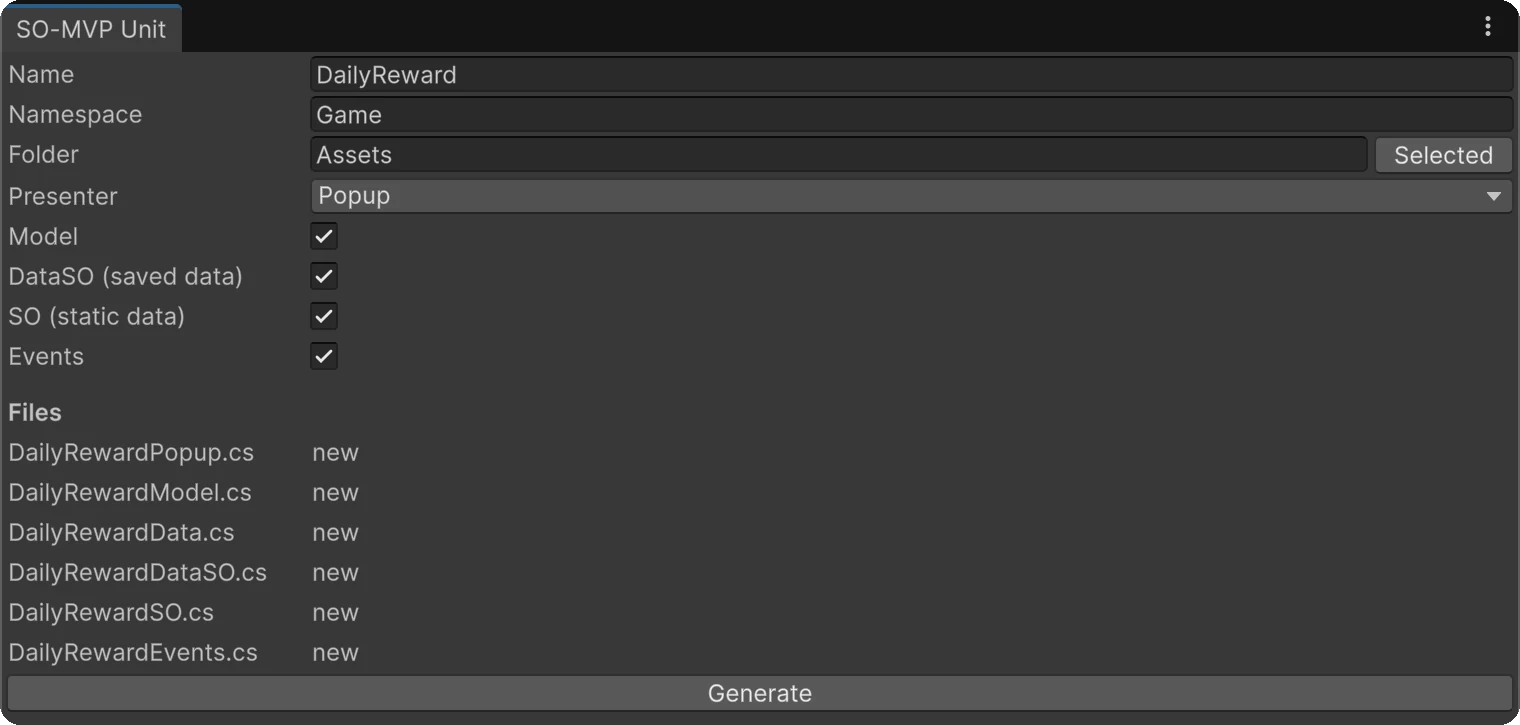 SO-MVP Unit
Name DailyReward
Namespace Game
Folder Assets Selected
Presenter Popup
Model
DataSO (saved data)
SO (static data)
Events
Files
DailyRewardPopup.cs new
DailyRewardModel.cs new
DailyRewardData.cs new
DailyRewardDataSO.cs new
DailyRewardSO.cs new
DailyRewardEvents.cs new
Generate